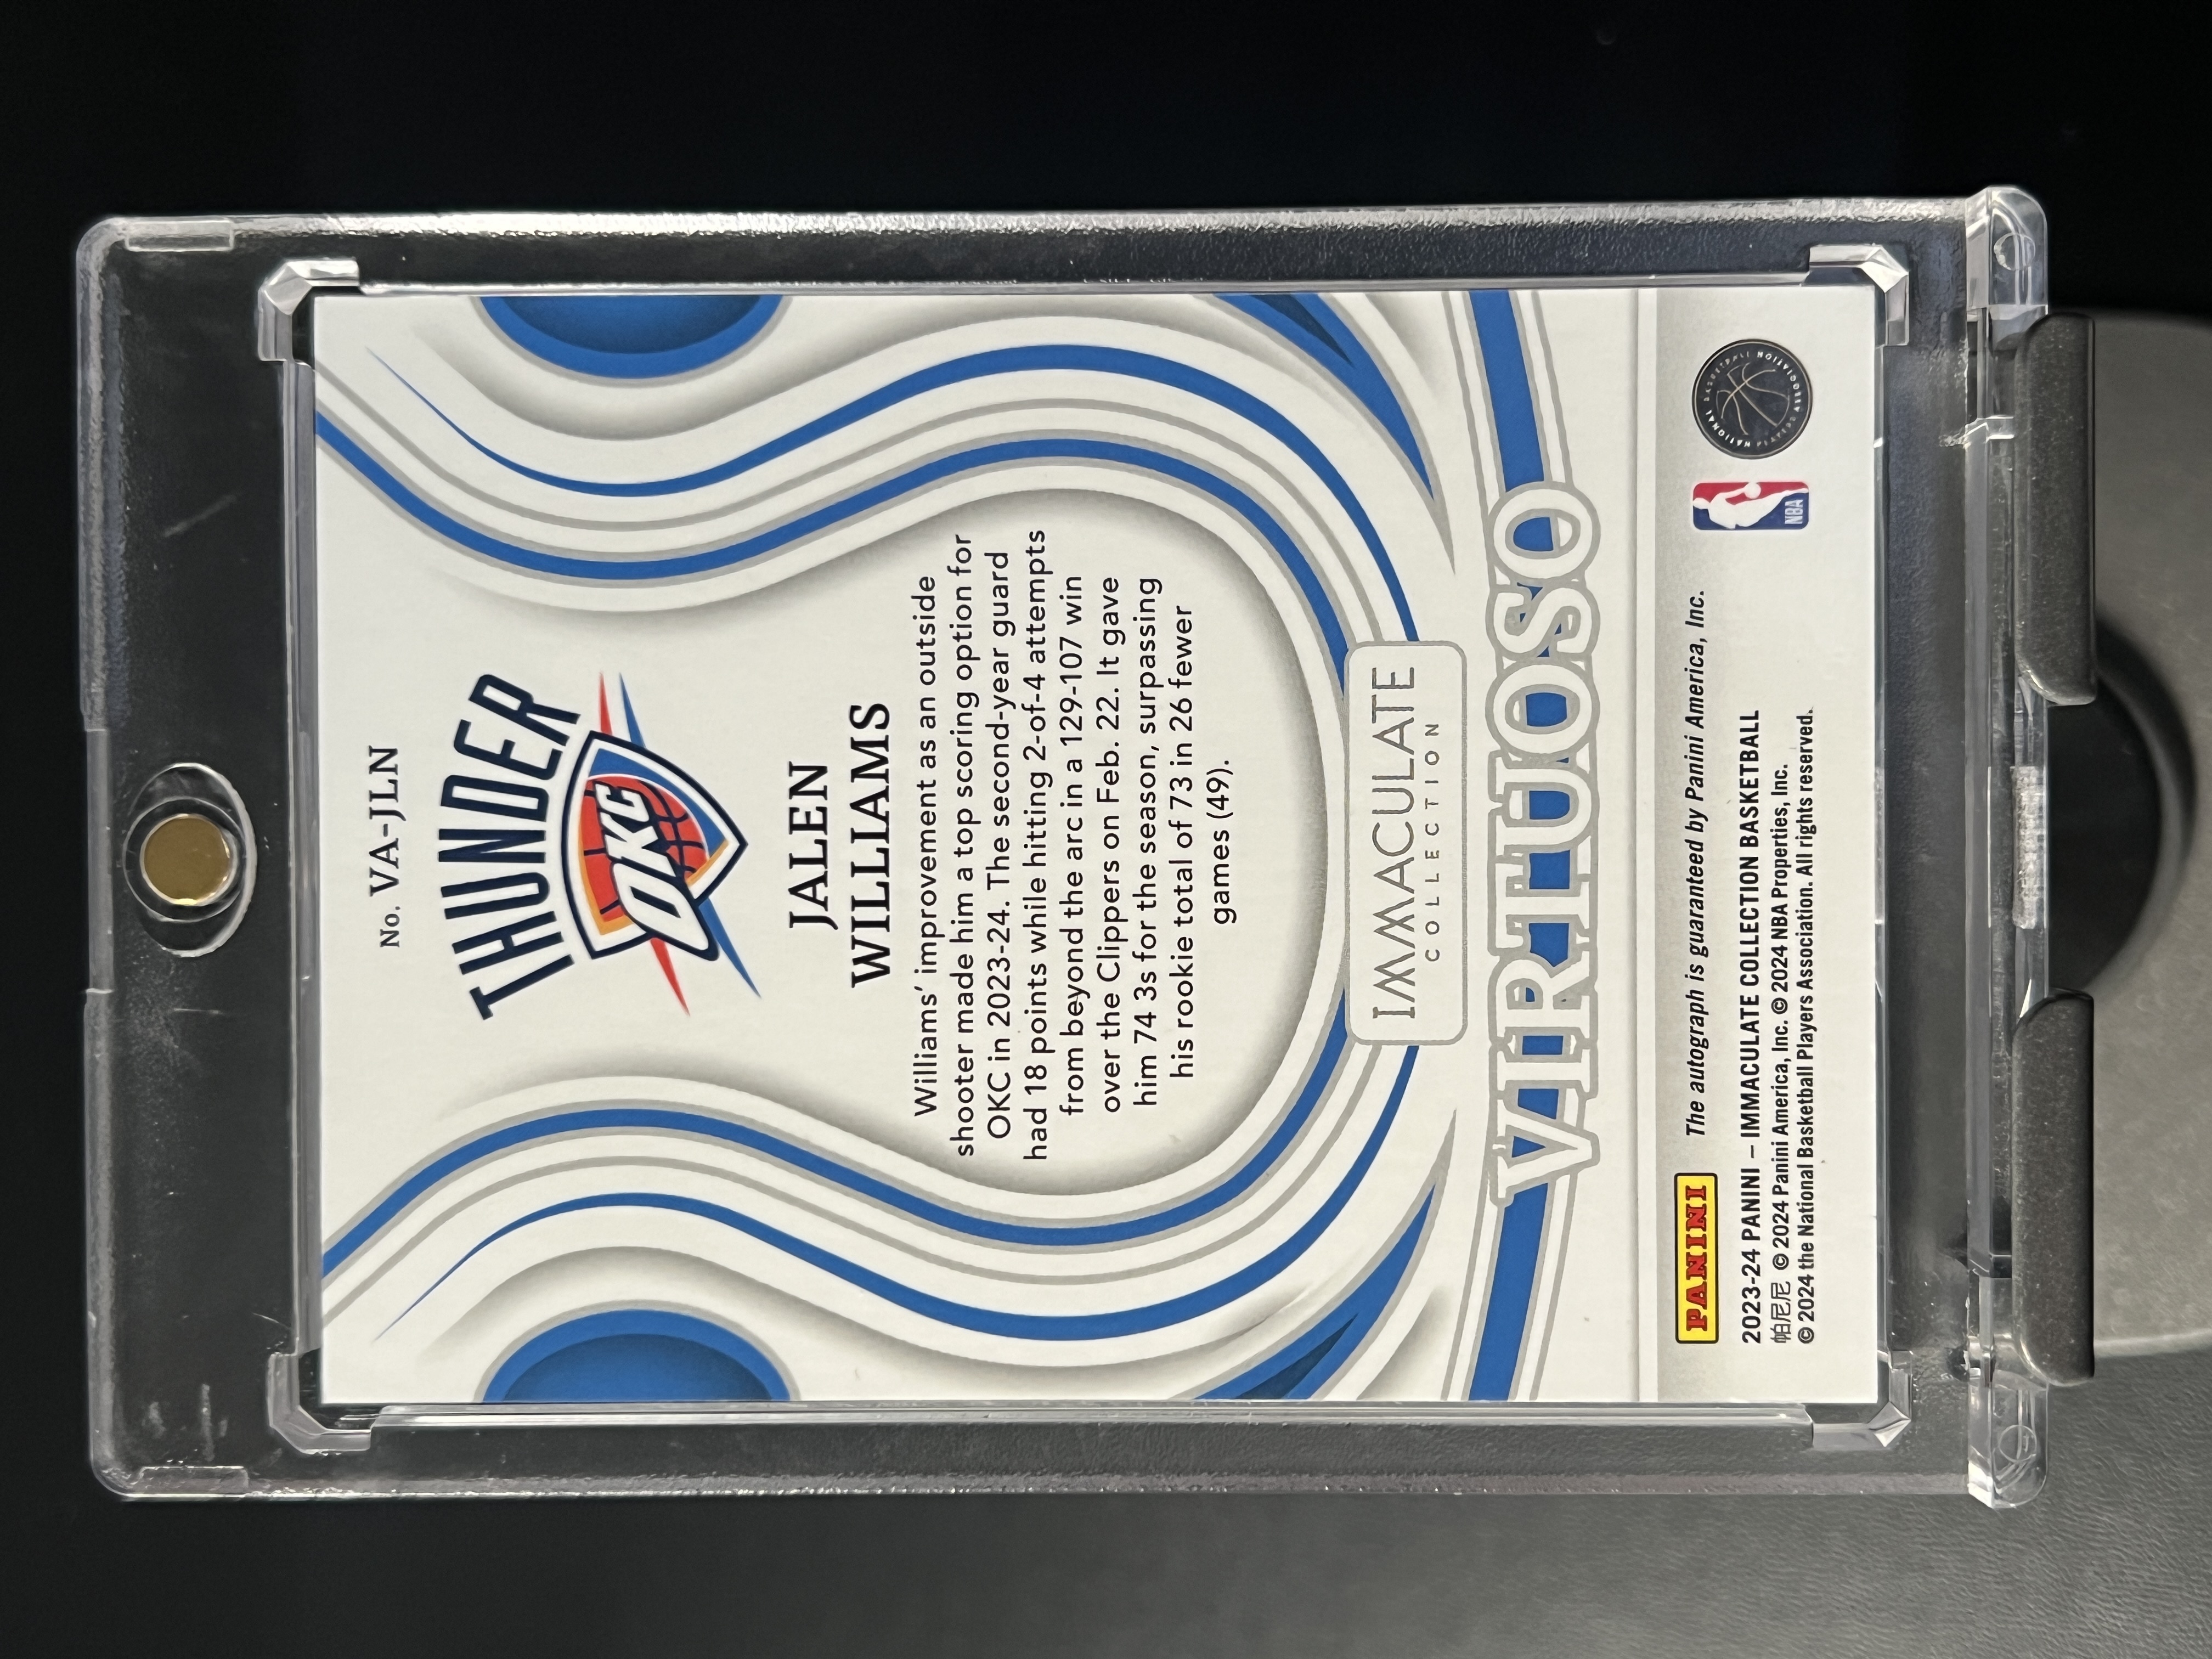 No. VA-JLN
THUNDER
OKC
JALEN
WILLIAMS
Williams' improvement as an outside
shooter made him a top scoring option for
OKC in 2023-24. The second-year guard
had 18 points while hitting 2-of-4 attempts
from beyond the arc in a 129-107 win
over the Clippers on Feb. 22. It gave
him 74 3s for the season, surpassing
his rookie total of 73 in 26 fewer
games (49).
IMMACULATE
COLLECTION
VIRTUOSO
PANINI
The autograph is guaranteed by Panini America, Inc.
2023-24 PANINI – IMMACULATE COLLECTION BASKETBALL
帕尼尼 © 2024 Panini America, Inc. © 2024 NBA Properties, Inc.
© 2024 the National Basketball Players Association. All rights reserved.
NBA
NATIONAL BASKETBALL PLAYERS ASSOCIATION